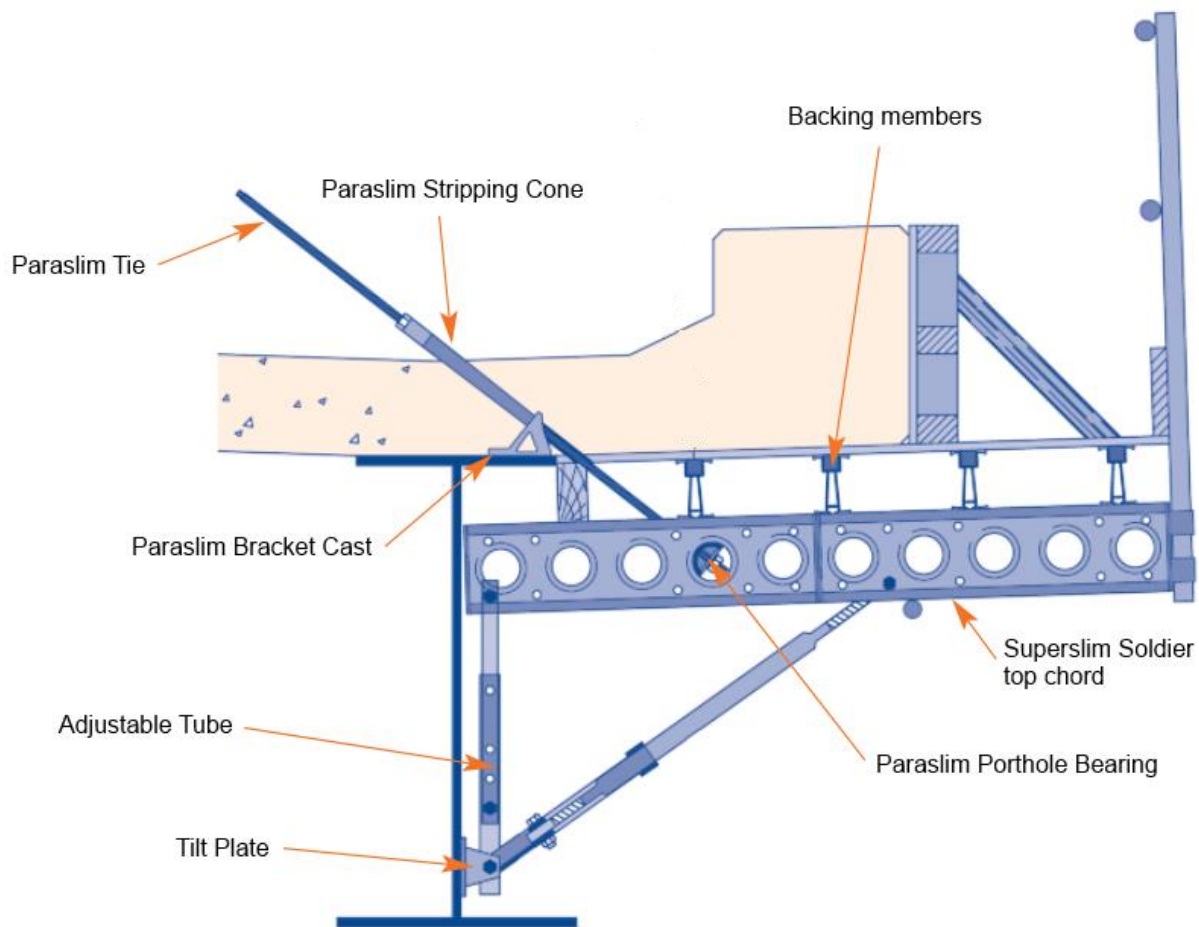 Backing members
Paraslim Stripping Cone
Paraslim Tie
Paraslim Bracket Cast
Superslim Soldier
top chord
Adjustable Tube
Paraslim Porthole Bearing
Tilt Plate